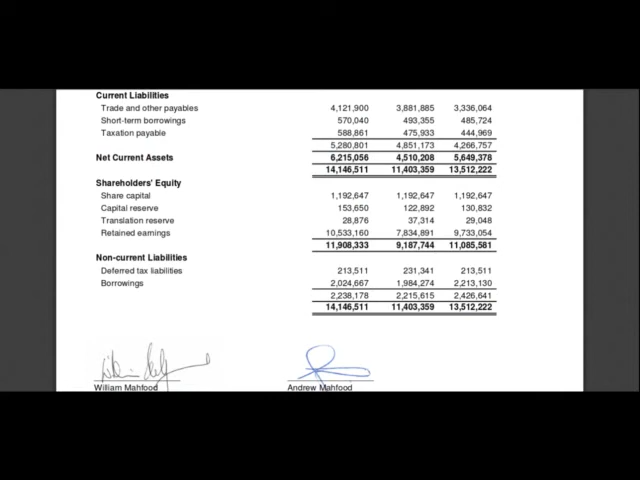 Current Liabilities
Trade and other payables 4,121,900 3,881,885 3,336,064
Short-term borrowings 570,040 493,355 485,724
Taxation payable 588,861 475,933 444,969
5,280,801 4,851,173 4,266,757
Net Current Assets 6,215,056 4,510,208 5,649,378
14,146,511 11,403,359 13,512,222
Shareholders' Equity
Share capital 1,192,647 1,192,647 1,192,647
Capital reserve 153,650 122,892 130,832
Translation reserve 28,876 37,314 29,048
Retained earnings 10,533,160 7,834,891 9,733,054
11,908,333 9,187,744 11,085,581
Non-current Liabilities
Deferred tax liabilities 213,511 231,341 213,511
Borrowings 2,024,667 1,984,274 2,213,130
2,238,178 2,215,615 2,426,641
14,146,511 11,403,359 13,512,222
William Mahfood Andrew Mahfood